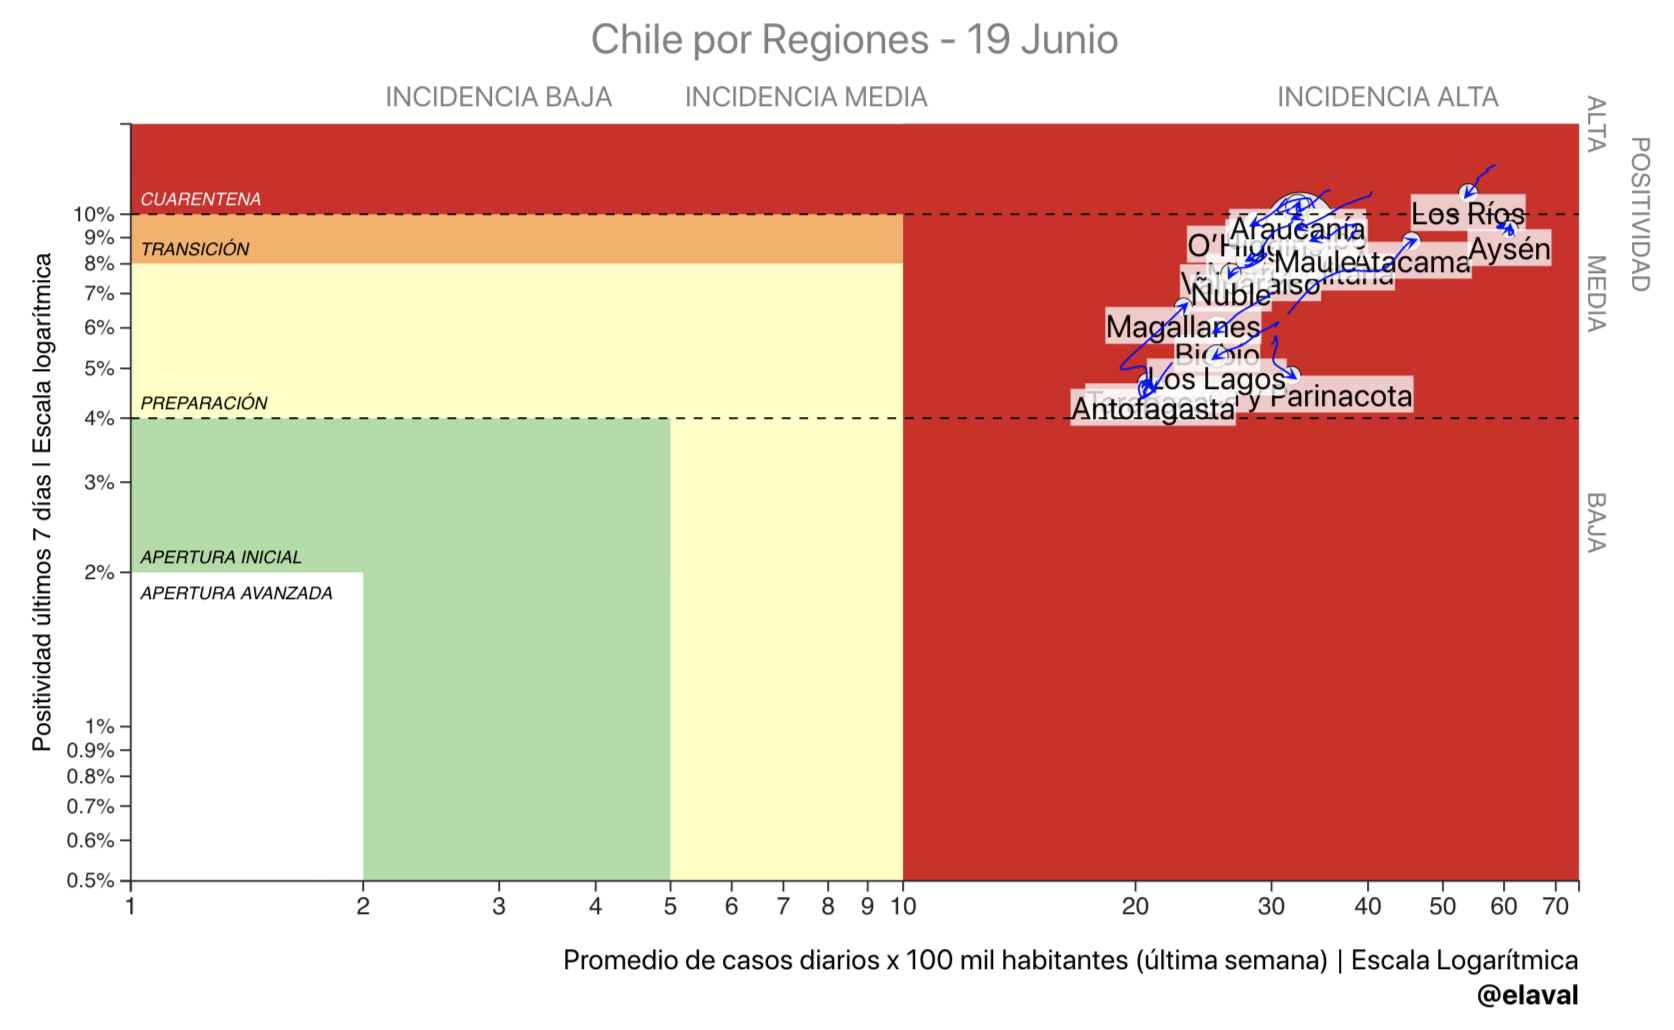 Chile por Regiones - 19 Junio
INCIDENCIA BAJA
INCIDENCIA MEDIA
INCIDENCIA ALTA
ALTA
MEDIA
BAJA
POSITIVIDAD
Positividad últimos 7 días I Escala logarítmica
CUARENTENA
TRANSICIÓN
PREPARACIÓN
APERTURA INICIAL
APERTURA AVANZADA
10%
9%
8%
7%
6%
5%
4%
3%
2%
1%
0.9%
0.8%
0.7%
0.6%
0.5%
Los Ríos
Araucanía
Aysén
Maule
Atacama
Ñuble
Magallanes
Los Lagos
y Parinacota
Antofagasta
1 2 3 4 5 6 7 8 9 10 20 30 40 50 60 70
Promedio de casos diarios x 100 mil habitantes (última semana) | Escala Logarítmica
@elaval